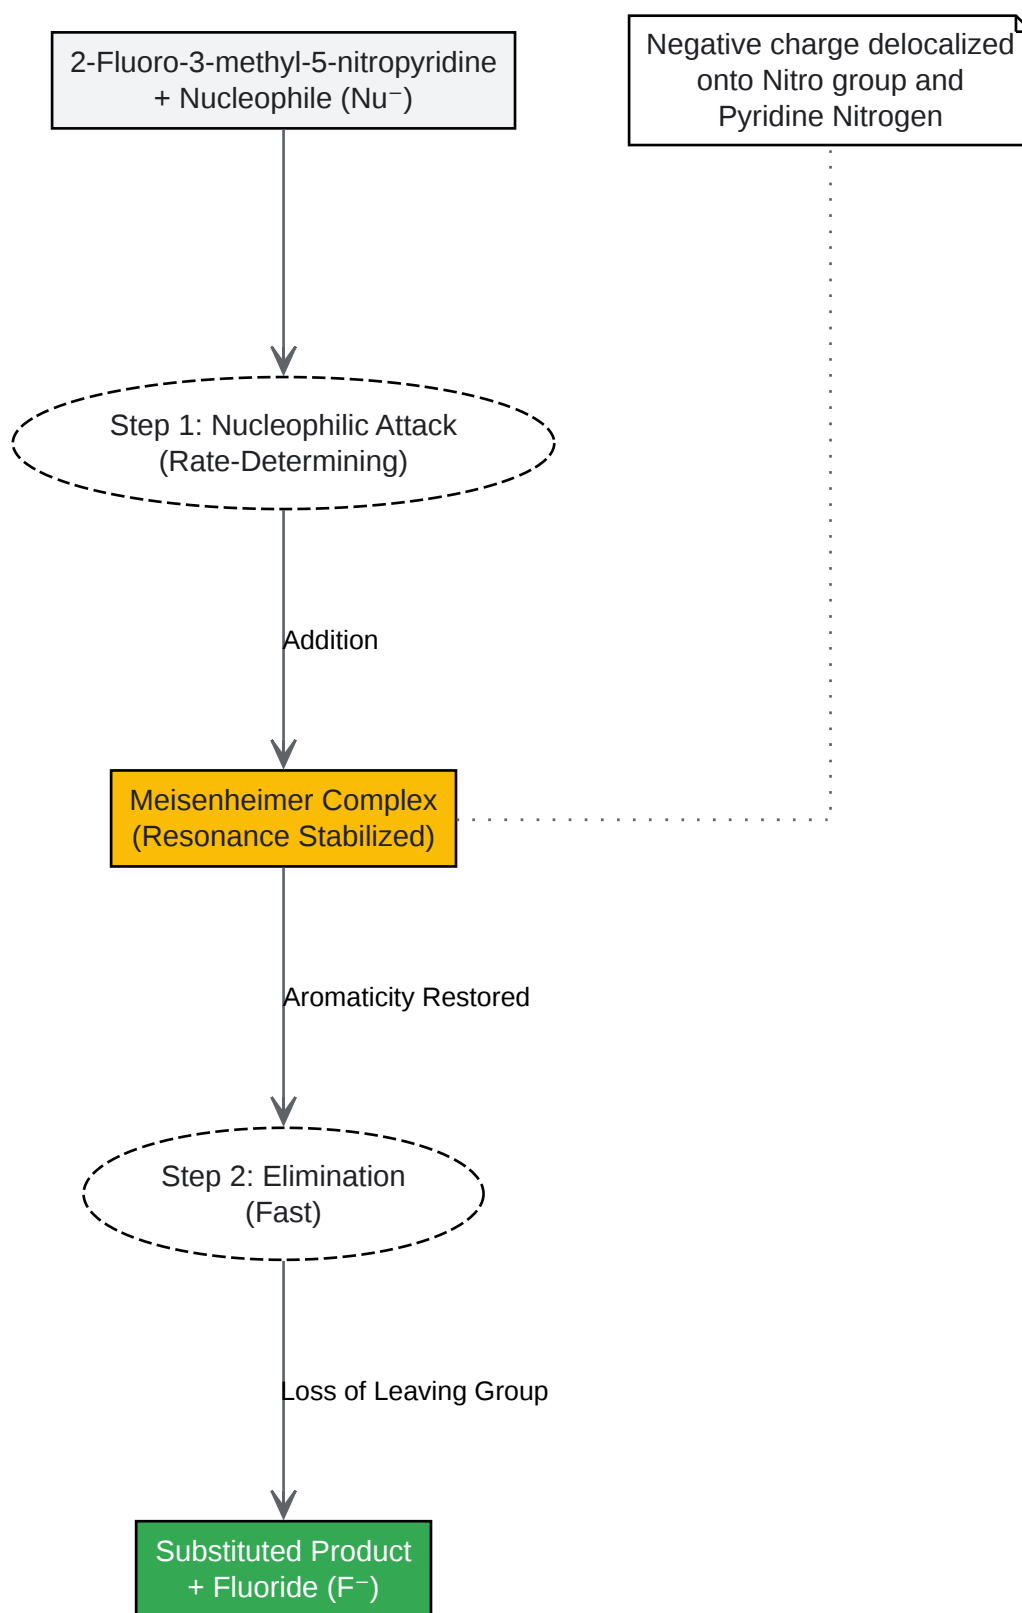 2-Fluoro-3-methyl-5-nitropyridine
+ Nucleophile (Nu⁻)
Negative charge delocalized
onto Nitro group and
Pyridine Nitrogen
Step 1: Nucleophilic Attack
(Rate-Determining)
Addition
Meisenheimer Complex
(Resonance Stabilized)
Aromaticity Restored
Step 2: Elimination
(Fast)
Loss of Leaving Group
Substituted Product
+ Fluoride (F⁻)